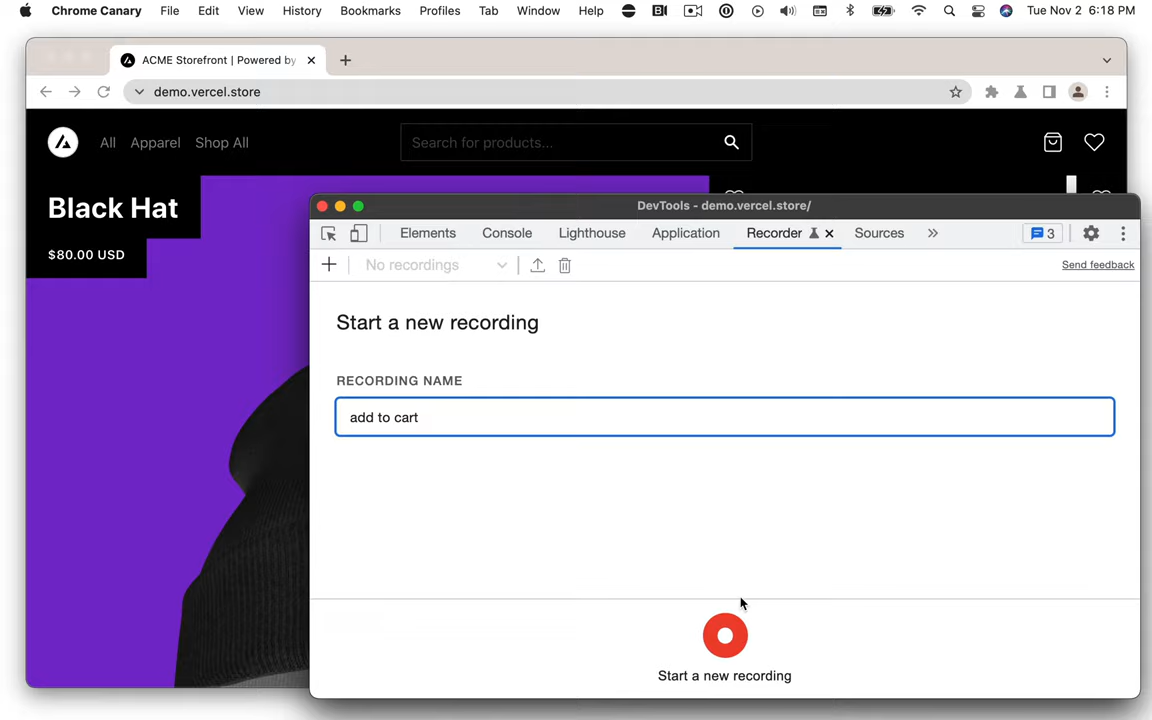 Chrome Canary File Edit View History Bookmarks Profiles Tab Window Help Tue Nov 2 6:18 PM
ACME Storefront | Powered by
demo.vercel.store
All Apparel Shop All Search for products...
Black Hat
$80.00 USD
DevTools - demo.vercel.store/
Elements Console Lighthouse Application Recorder Sources 3
No recordings Send feedback
Start a new recording
RECORDING NAME
add to cart
Start a new recording